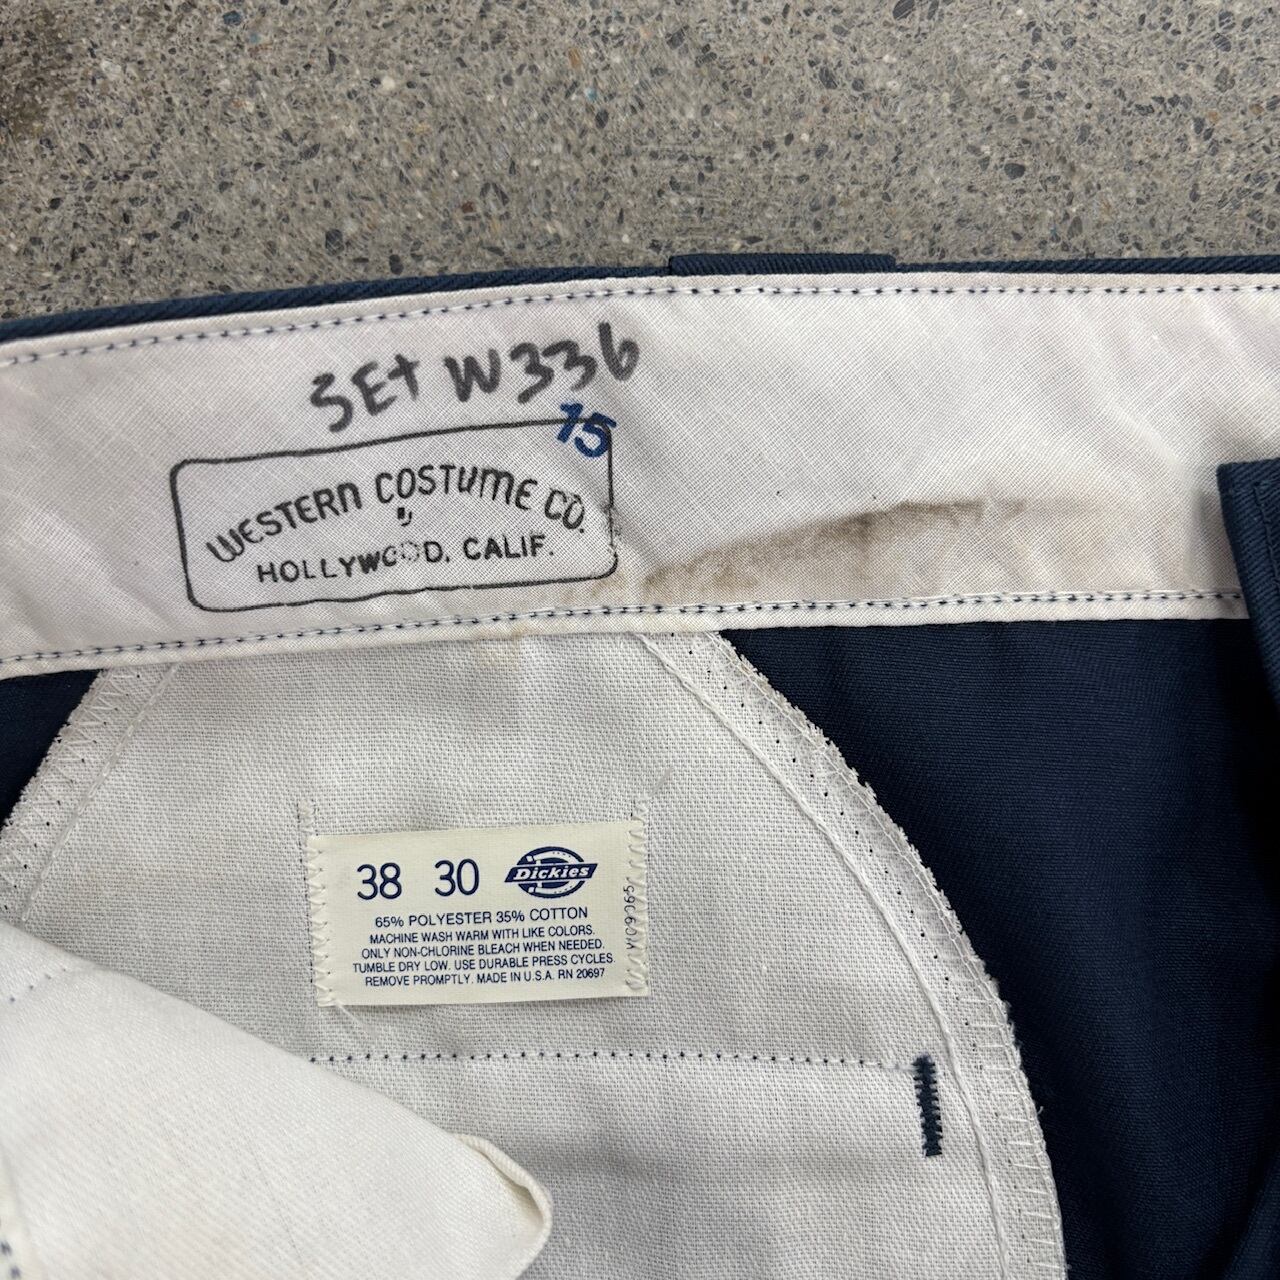 SET W336
15
WESTERN COSTUME CO.
HOLLYWOOD, CALIF.
38 30 Dickies
65% POLYESTER 35% COTTON
MACHINE WASH WARM WITH LIKE COLORS.
ONLY NON-CHLORINE BLEACH WHEN NEEDED.
TUMBLE DRY LOW. USE DURABLE PRESS CYCLES.
REMOVE PROMPTLY. MADE IN U.S.A. RN 20697